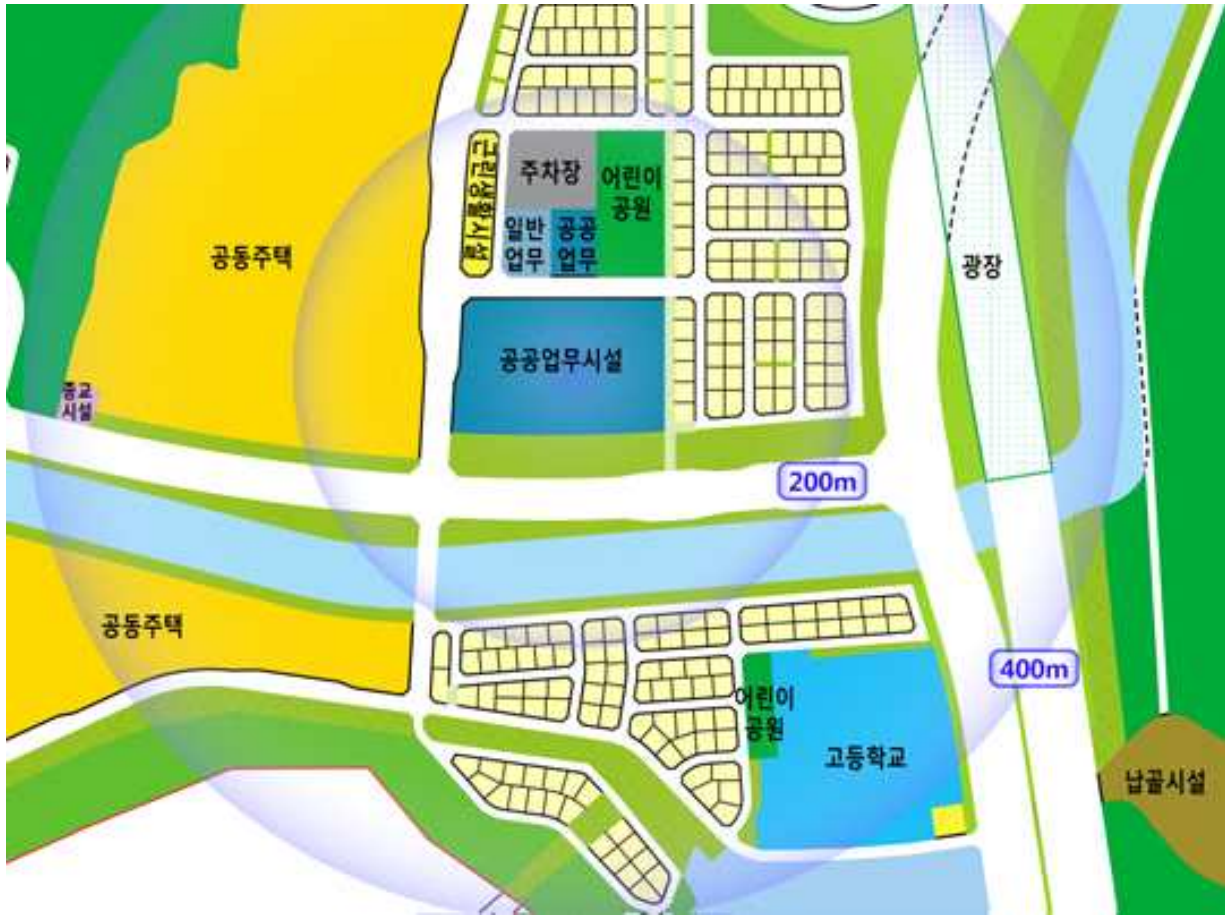 근린생활시설
주차장
어린이
공원
일반
업무
공공
업무
공동주택
광장
공공업무시설
종교
시설
200m
공동주택
400m
어린이
공원
고등학교
납골시설